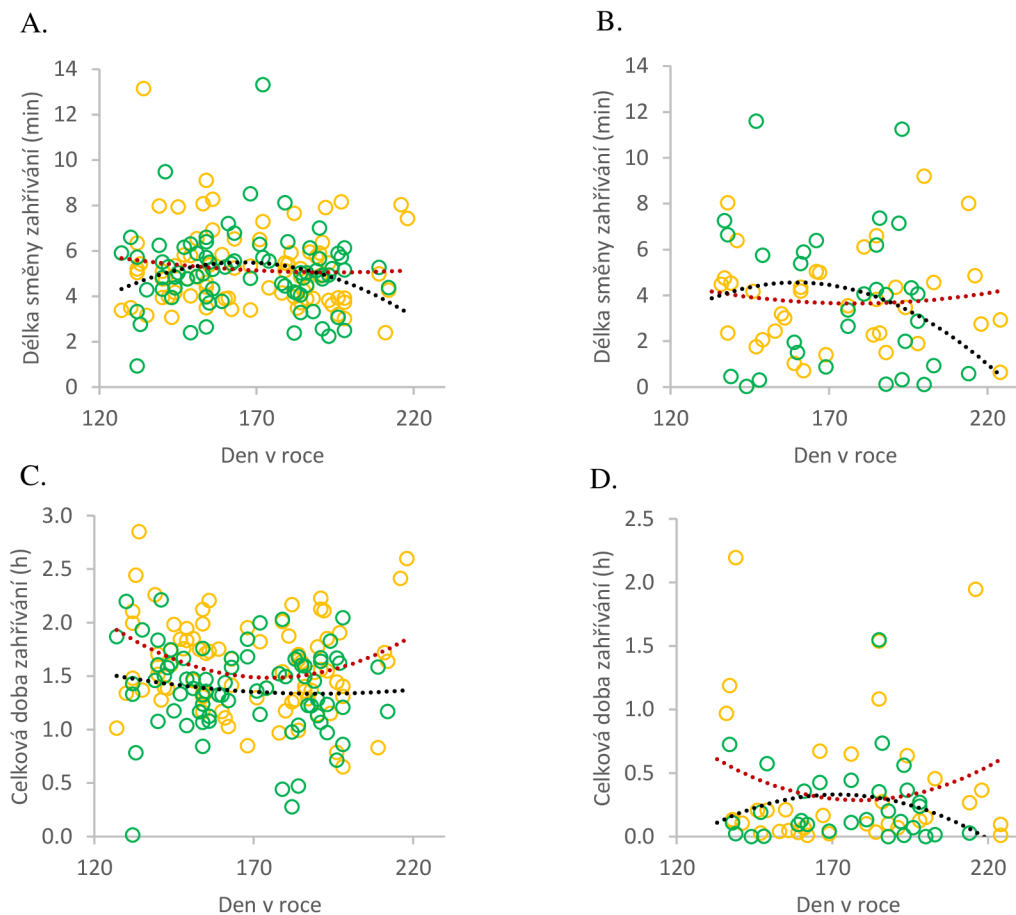 A.
Délka směny zahřívání (min)
14
12
10
8
6
4
2
0
120 170 220
Den v roce
B.
Délka směny zahřívání (min)
14
12
10
8
6
4
2
0
120 170 220
Den v roce
C.
Celková doba zahřívání (h)
3.0
2.5
2.0
1.5
1.0
0.5
0.0
120 170 220
Den v roce
D.
Celková doba zahřívání (h)
2.5
2.0
1.5
1.0
0.5
0.0
120 170 220
Den v roce